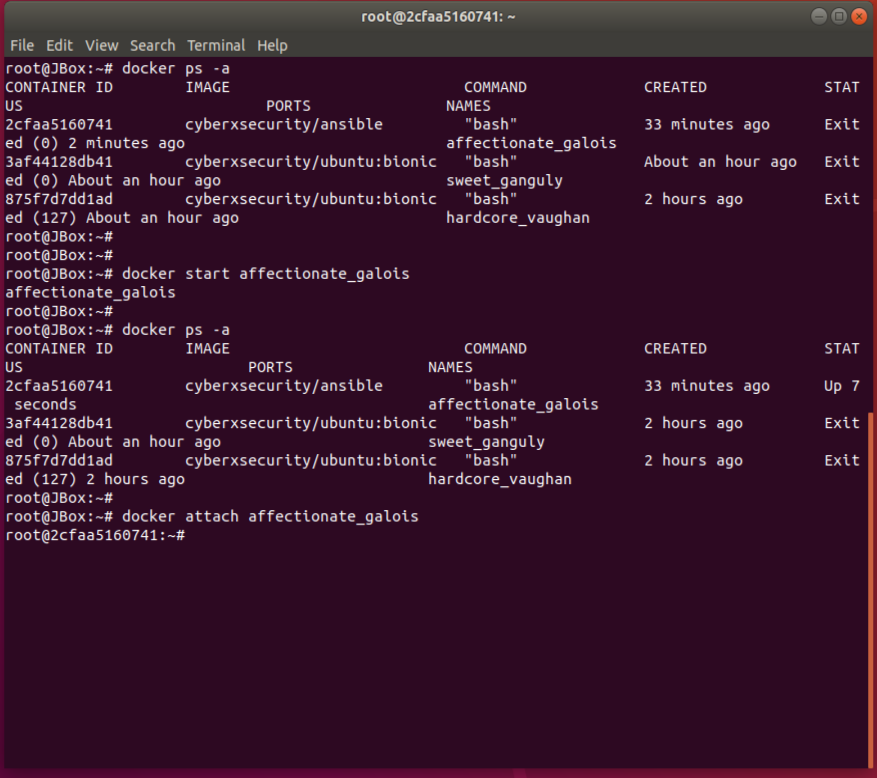 root@2cfaa5160741: ~
File Edit View Search Terminal Help
root@JBox:~# docker ps -a
CONTAINER ID        IMAGE                          COMMAND             CREATED             STAT
US                           PORTS               NAMES
2cfaa5160741        cyberxsecurity/ansible         "bash"              33 minutes ago      Exit
ed (0) 2 minutes ago                             affectionate_galois
3af44128db41        cyberxsecurity/ubuntu:bionic   "bash"              About an hour ago   Exit
ed (0) About an hour ago                         sweet_ganguly
875f7d7dd1ad        cyberxsecurity/ubuntu:bionic   "bash"              2 hours ago         Exit
ed (127) About an hour ago                       hardcore_vaughan
root@JBox:~#
root@JBox:~#
root@JBox:~# docker start affectionate_galois
affectionate_galois
root@JBox:~#
root@JBox:~# docker ps -a
CONTAINER ID        IMAGE                          COMMAND             CREATED             STAT
US                         PORTS               NAMES
2cfaa5160741        cyberxsecurity/ansible         "bash"              33 minutes ago      Up 7
 seconds                                       affectionate_galois
3af44128db41        cyberxsecurity/ubuntu:bionic   "bash"              2 hours ago         Exit
ed (0) About an hour ago                       sweet_ganguly
875f7d7dd1ad        cyberxsecurity/ubuntu:bionic   "bash"              2 hours ago         Exit
ed (127) 2 hours ago                           hardcore_vaughan
root@JBox:~#
root@JBox:~# docker attach affectionate_galois
root@2cfaa5160741:~#